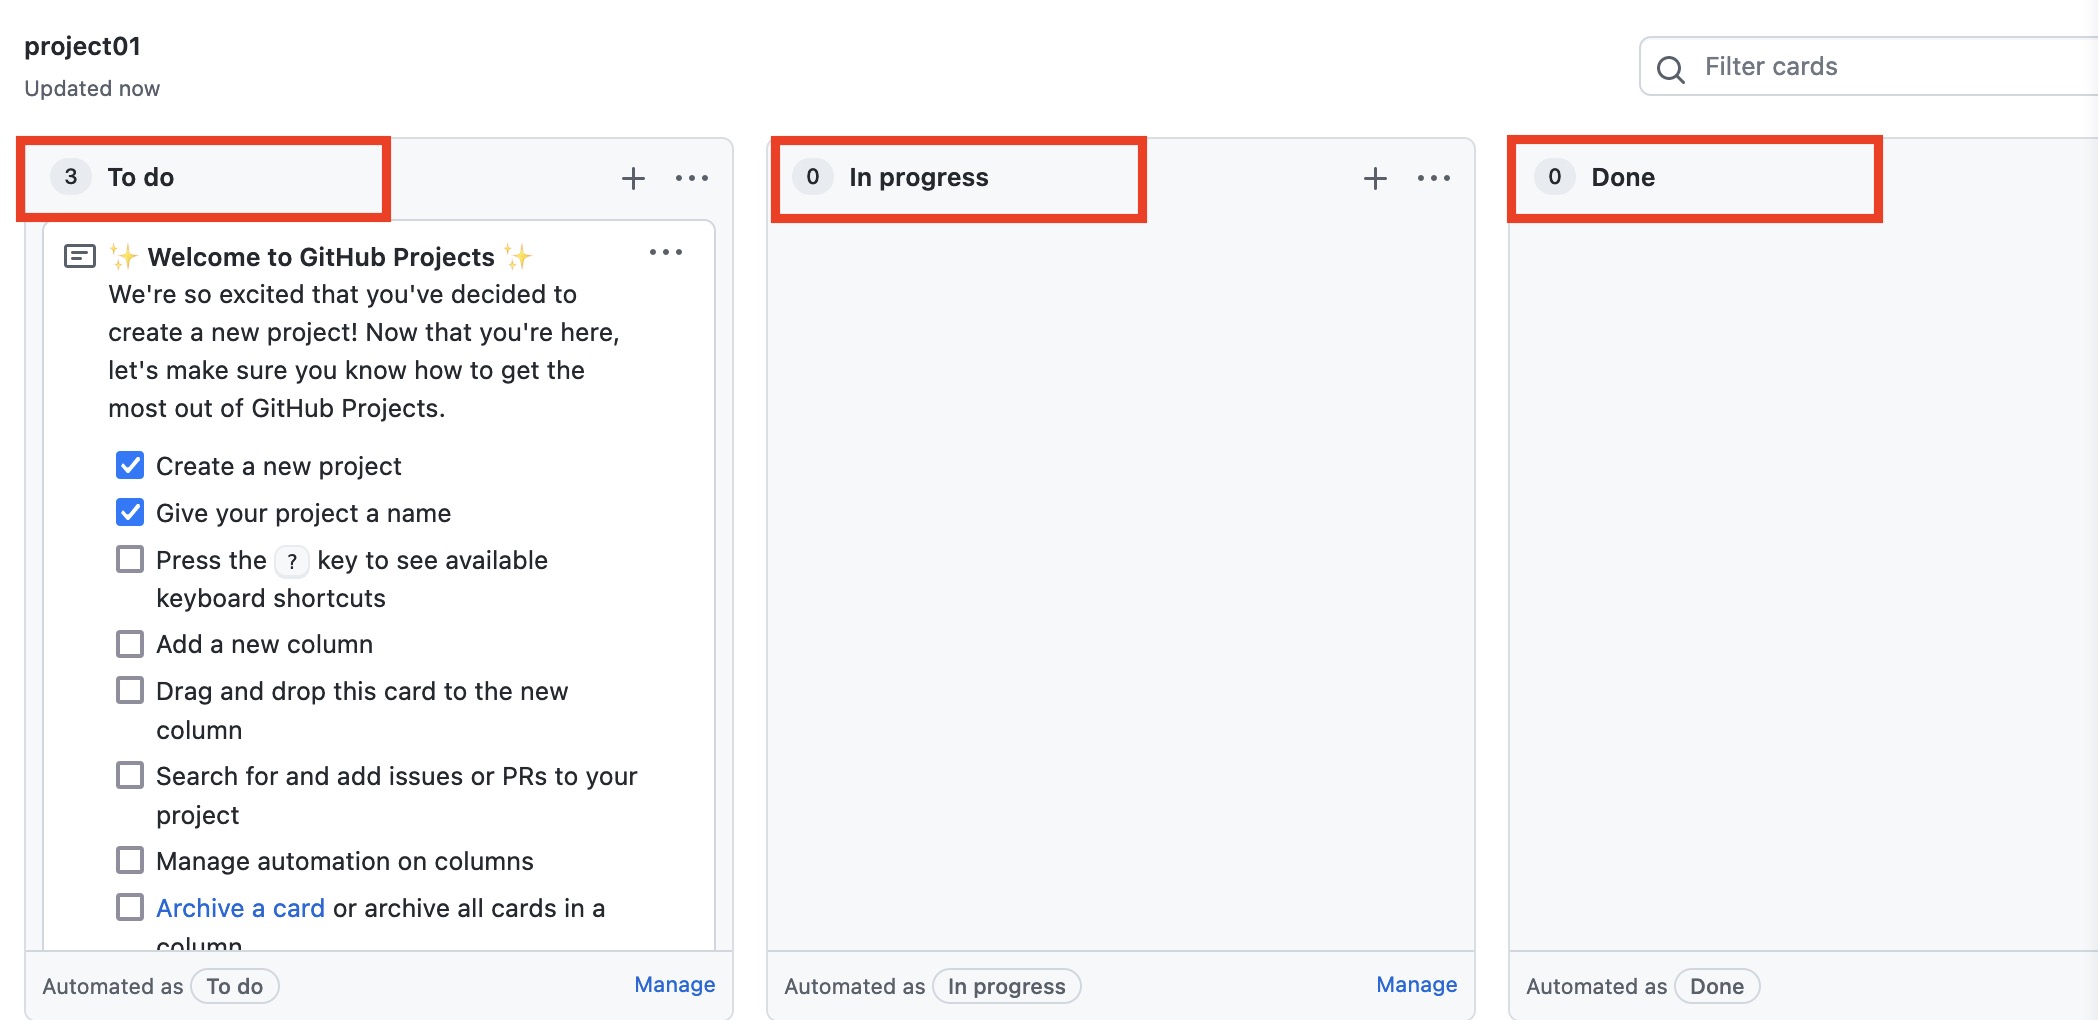 project01
Updated now
Filter cards
3 To do
✨ Welcome to GitHub Projects ✨
We're so excited that you've decided to
create a new project! Now that you're here,
let's make sure you know how to get the
most out of GitHub Projects.
Create a new project
Give your project a name
Press the ? key to see available
keyboard shortcuts
Add a new column
Drag and drop this card to the new
column
Search for and add issues or PRs to your
project
Manage automation on columns
Archive a card or archive all cards in a
column
Automated as To do Manage
0 In progress
Automated as In progress Manage
0 Done
Automated as Done